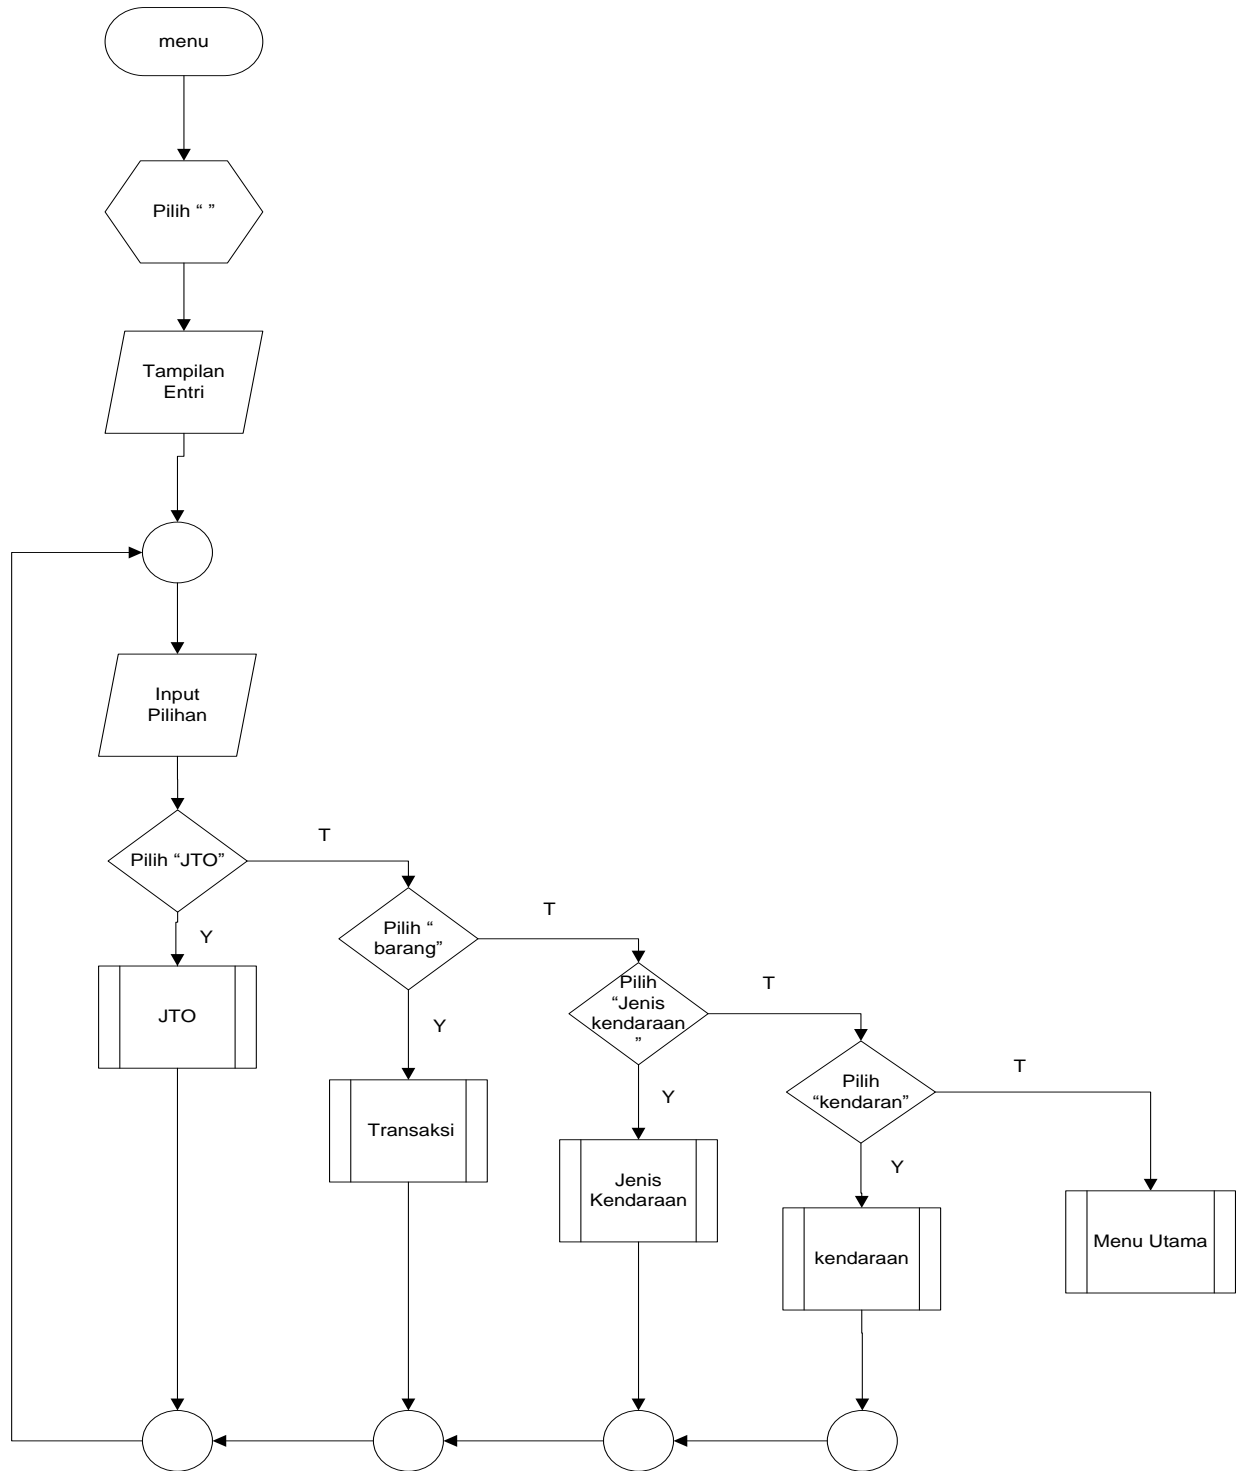 menu
Pilih “ ”
Tampilan
Entri
Input
Pilihan
Pilih “JTO”
T
Y
JTO
Pilih “
barang”
T
Y
Transaksi
Pilih
“Jenis
kendaraan
”
T
Y
Jenis
Kendaraan
Pilih
“kendaran”
T
Y
kendaraan
Menu Utama